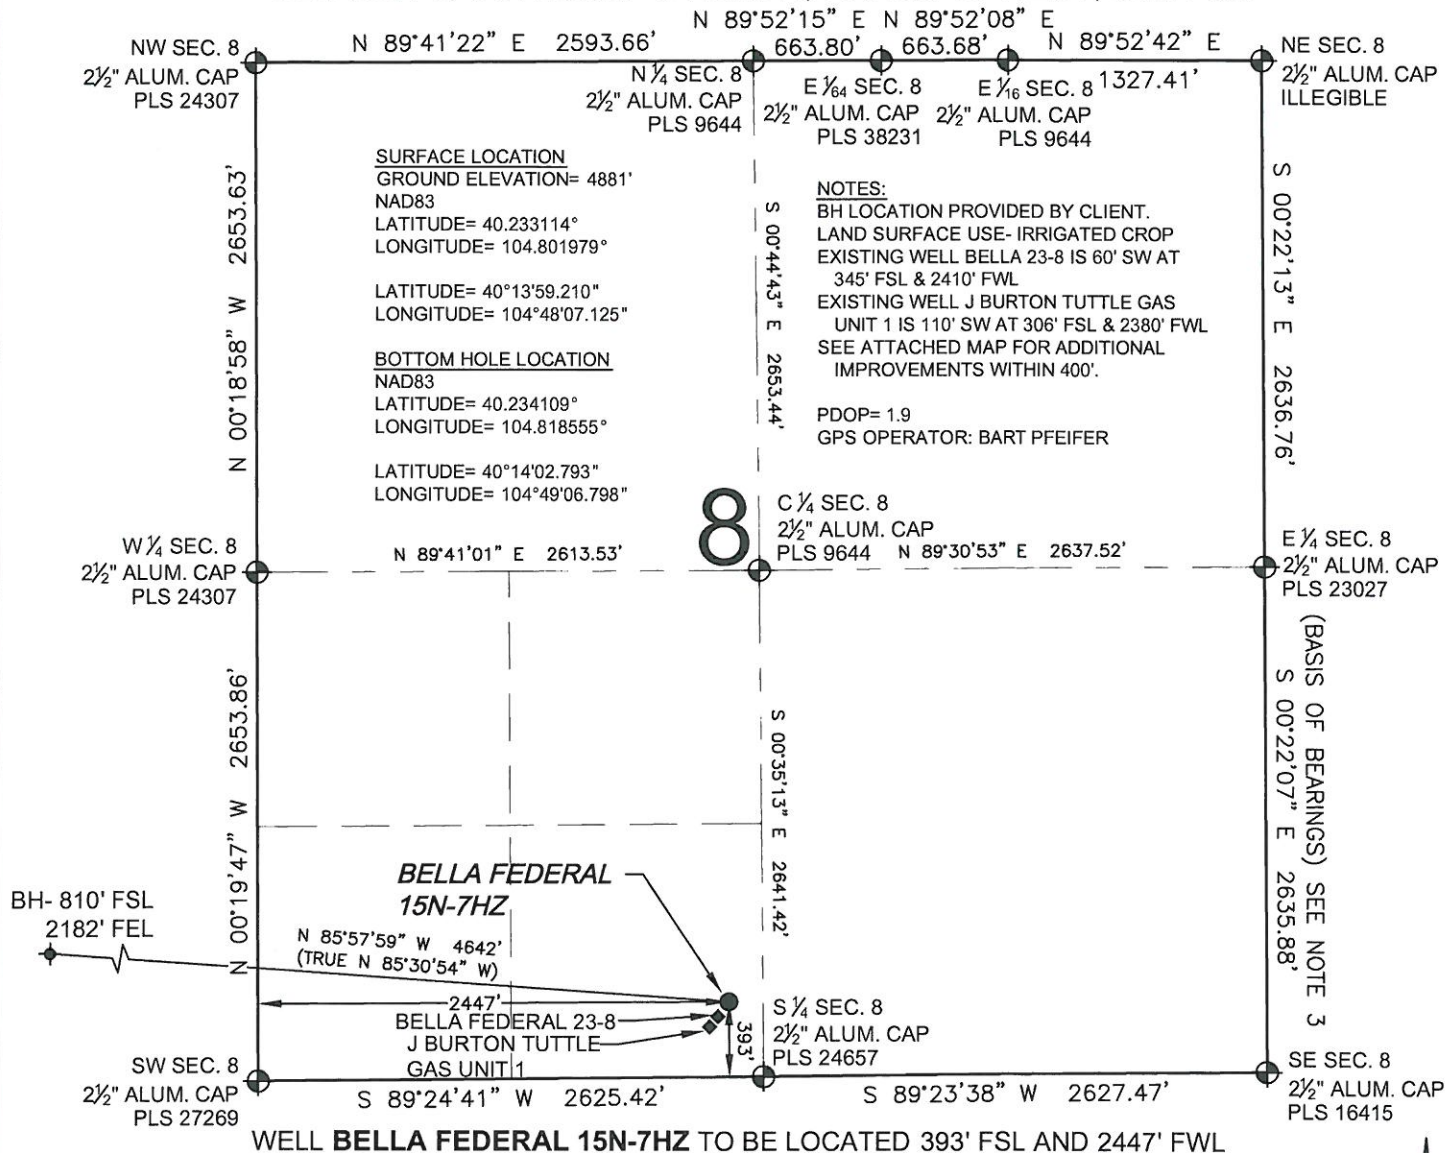 N 89°52'15" E N 89°52'08" E
N 89°41'22" E 2593.66'
663.80' 663.68' N 89°52'42" E
1327.41'
NW SEC. 8
2½" ALUM. CAP
PLS 24307
N ¼ SEC. 8
2½" ALUM. CAP
PLS 9644
E 1/64 SEC. 8
2½" ALUM. CAP
PLS 38231
E 1/16 SEC. 8
2½" ALUM. CAP
PLS 9644
NE SEC. 8
2½" ALUM. CAP
ILLEGIBLE
SURFACE LOCATION
GROUND ELEVATION= 4881'
NAD83
LATITUDE= 40.233114°
LONGITUDE= 104.801979°
LATITUDE= 40°13'59.210"
LONGITUDE= 104°48'07.125"
BOTTOM HOLE LOCATION
NAD83
LATITUDE= 40.234109°
LONGITUDE= 104.818555°
LATITUDE= 40°14'02.793"
LONGITUDE= 104°49'06.798"
NOTES:
BH LOCATION PROVIDED BY CLIENT.
LAND SURFACE USE- IRRIGATED CROP
EXISTING WELL BELLA 23-8 IS 60' SW AT
345' FSL & 2410' FWL
EXISTING WELL J BURTON TUTTLE GAS
UNIT 1 IS 110' SW AT 306' FSL & 2380' FWL
SEE ATTACHED MAP FOR ADDITIONAL
IMPROVEMENTS WITHIN 400'.
PDOP= 1.9
GPS OPERATOR: BART PFEIFER
N 00°18'58" W 2653.63'
S 00°44'43" E 2653.44'
S 00°22'13" E 2636.76'
8
W ¼ SEC. 8
2½" ALUM. CAP
PLS 24307
N 89°41'01" E 2613.53'
C ¼ SEC. 8
2½" ALUM. CAP
PLS 9644
N 89°30'53" E 2637.52'
E ¼ SEC. 8
2½" ALUM. CAP
PLS 23027
N 00°19'47" W 2653.86'
S 00°35'13" E 2641.42'
S 00°22'07" E 2635.88'
(BASIS OF BEARINGS) SEE NOTE 3
BELLA FEDERAL
15N-7HZ
BH- 810' FSL
2182' FEL
N 85°57'59" W 4642'
(TRUE N 85°30'54" W)
2447'
BELLA FEDERAL 23-8
J BURTON TUTTLE
GAS UNIT 1
393'
S ¼ SEC. 8
2½" ALUM. CAP
PLS 24657
SW SEC. 8
2½" ALUM. CAP
PLS 27269
S 89°24'41" W 2625.42'
S 89°23'38" W 2627.47'
SE SEC. 8
2½" ALUM. CAP
PLS 16415
WELL BELLA FEDERAL 15N-7HZ TO BE LOCATED 393' FSL AND 2447' FWL